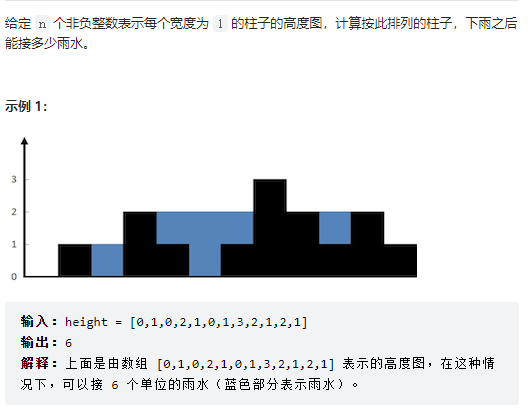 给定 n 个非负整数表示每个宽度为 1 的柱子的高度图，计算按此排列的柱子，下雨之后
能接多少雨水。
示例 1：
3
2
1
0
输入：height = [0,1,0,2,1,0,1,3,2,1,2,1]
输出：6
解释：上面是由数组 [0,1,0,2,1,0,1,3,2,1,2,1] 表示的高度图，在这种情
况下，可以接 6 个单位的雨水（蓝色部分表示雨水）。